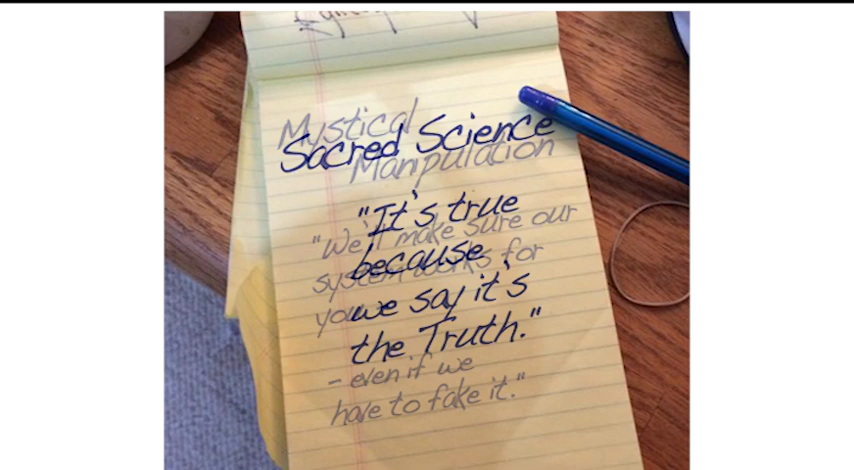 Mystical
Sacred Science
Manipulation
"It's true
"We'll make sure our
because
system works for
we say it's
you
the Truth."
- even if we
have to fake it."